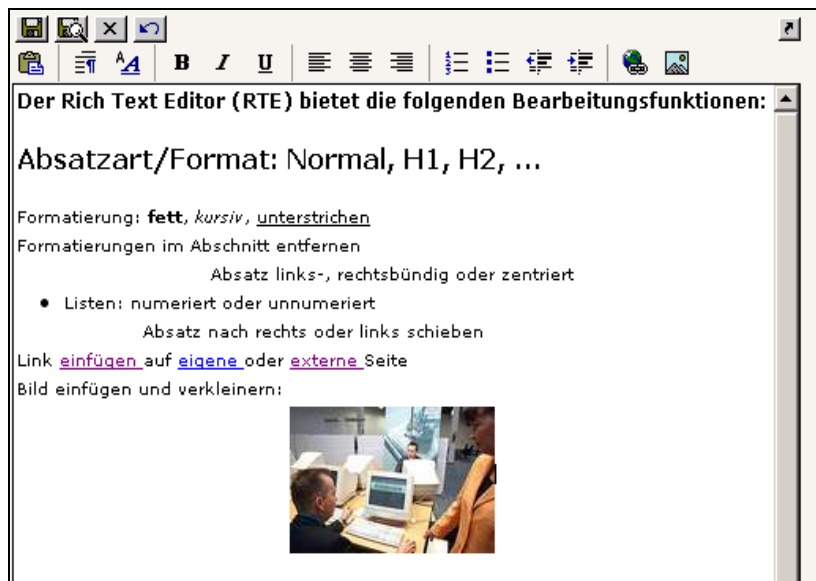 B I U
Der Rich Text Editor (RTE) bietet die folgenden Bearbeitungsfunktionen:
Absatzart/Format: Normal, H1, H2, ...
Formatierung: fett, kursiv, unterstrichen
Formatierungen im Abschnitt entfernen
Absatz links-, rechtsbündig oder zentriert
• Listen: numeriert oder unnumeriert
Absatz nach rechts oder links schieben
Link einfügen auf eigene oder externe Seite
Bild einfügen und verkleinern: